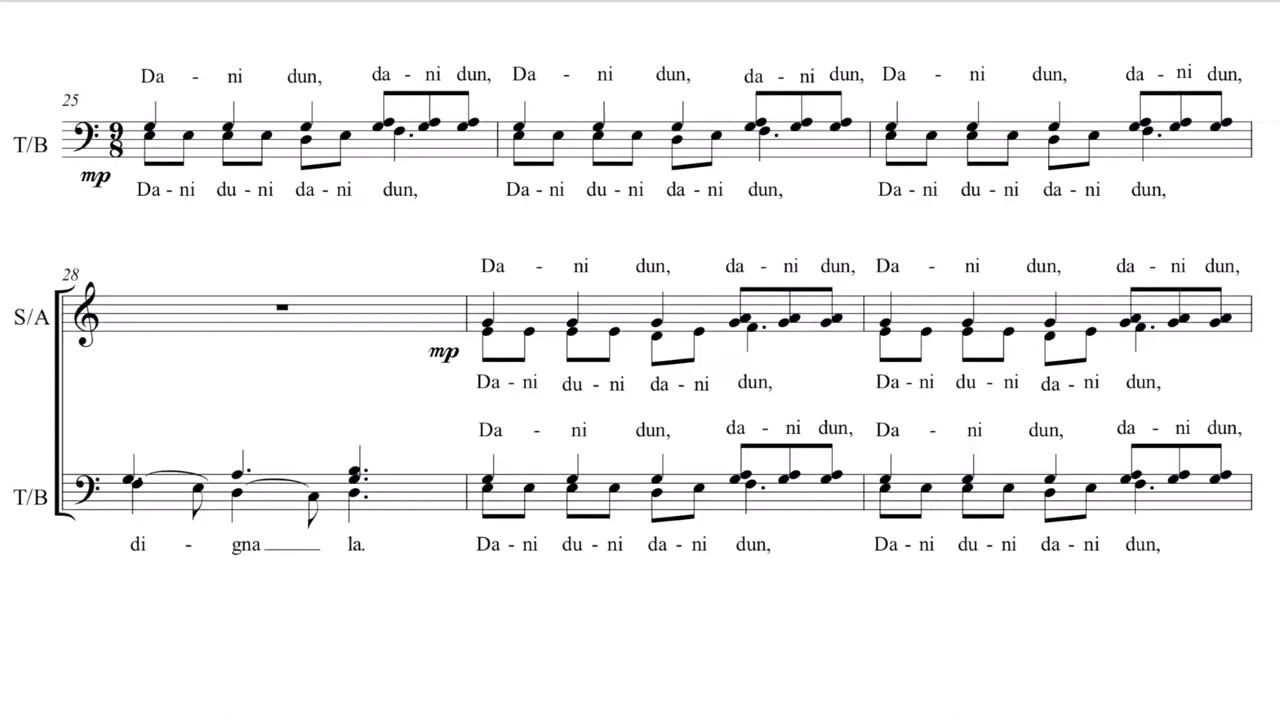 Da - ni dun, da - ni dun, Da - ni dun, da - ni dun, Da - ni dun, da - ni dun,
25
T/B
9
8
mp
Da - ni du - ni da - ni dun, Da - ni du - ni da - ni dun, Da - ni du - ni da - ni dun,
28
Da - ni dun, da - ni dun, Da - ni dun, da - ni dun,
S/A
mp
Da - ni du - ni da - ni dun, Da - ni du - ni da - ni dun,
Da - ni dun, da - ni dun, Da - ni dun, da - ni dun,
T/B
di - gna la. Da - ni du - ni da - ni dun, Da - ni du - ni da - ni dun,